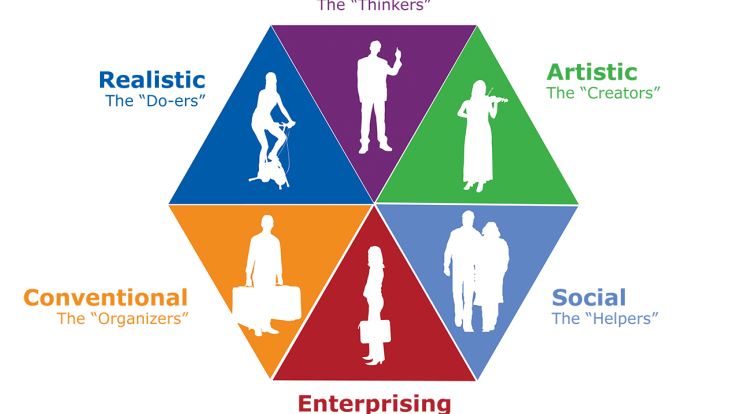 The “Thinkers”
Realistic
The “Do-ers”
Artistic
The “Creators”
Conventional
The “Organizers”
Social
The “Helpers”
Enterprising